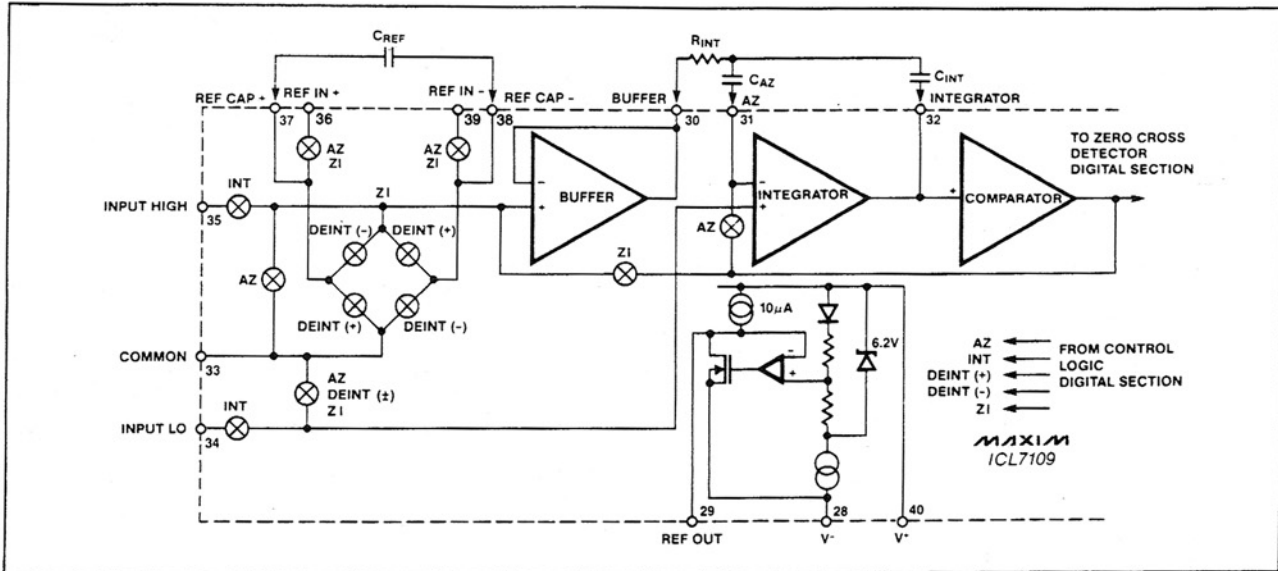 CREF
RINT
CAZ
CINT
REF CAP +
REF IN +
REF IN -
REF CAP -
BUFFER
AZ
INTEGRATOR
37
36
39
38
30
31
32
AZ
ZI
AZ
ZI
TO ZERO CROSS
DETECTOR
DIGITAL SECTION
INT
ZI
-
+
BUFFER
-
+
INTEGRATOR
+
COMPARATOR
INPUT HIGH
35
DEINT (-)
DEINT (+)
AZ
AZ
ZI
DEINT (+)
DEINT (-)
10µA
6.2V
-
+
COMMON
33
AZ
DEINT (±)
ZI
INT
INPUT LO
34
AZ
INT
DEINT (+)
DEINT (-)
ZI
FROM CONTROL
LOGIC
DIGITAL SECTION
MAXIM
ICL7109
29
28
40
REF OUT
V-
V+